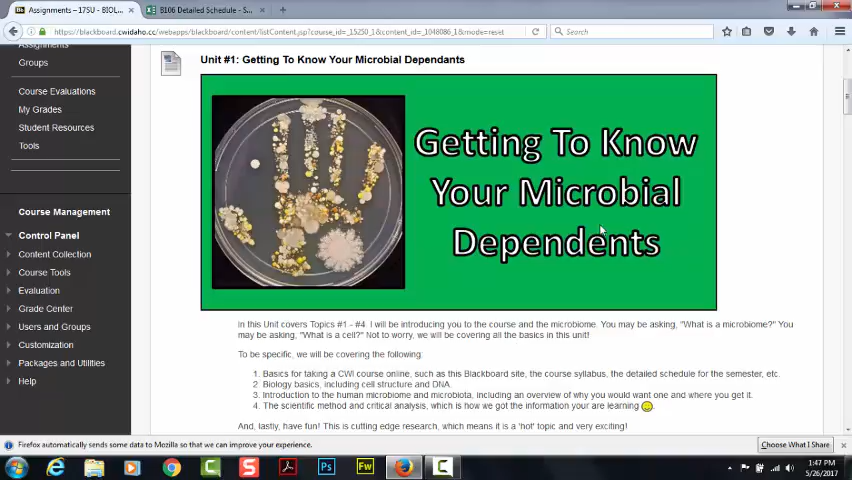 Assignments – 17SU - BIOL...
B106 Detailed Schedule - S...
https://blackboard.cwidaho.cc/webapps/blackboard/content/listContent.jsp?course_id=_15250_1&content_id=_1048086_1&mode=reset
Search
Assignments
Groups
Course Evaluations
My Grades
Student Resources
Tools
Course Management
Control Panel
Content Collection
Course Tools
Evaluation
Grade Center
Users and Groups
Customization
Packages and Utilities
Help
Unit #1: Getting To Know Your Microbial Dependants
Getting To Know
Your Microbial
Dependents
In this Unit covers Topics #1 - #4. I will be introducing you to the course and the microbiome. You may be asking, "What is a microbiome?" You
may be asking, "What is a cell?" Not to worry, we will be covering all the basics in this unit!
To be specific, we will be covering the following:
1. Basics for taking a CWI course online, such as this Blackboard site, the course syllabus, the detailed schedule for the semester, etc.
2. Biology basics, including cell structure and DNA
3. Introduction to the human microbiome and microbiota, including an overview of why you would want one and where you get it.
4. The scientific method and critical analysis, which is how we got the information your are learning
And, lastly, have fun! This is cutting edge research, which means it is a 'hot' topic and very exciting!
Firefox automatically sends some data to Mozilla so that we can improve your experience.
Choose What I Share
Ps
Fw
1:47 PM
5/26/2017